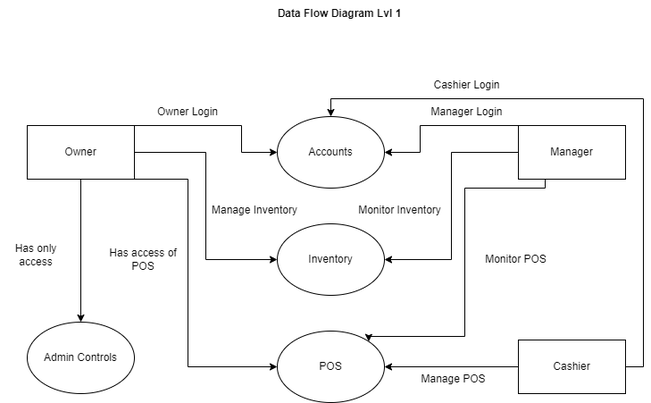 Data Flow Diagram Lvl 1
Cashier Login
Owner Login
Manager Login
Owner
Accounts
Manager
Manage Inventory
Monitor Inventory
Has only
access
Has access of
POS
Inventory
Monitor POS
Admin Controls
POS
Manage POS
Cashier